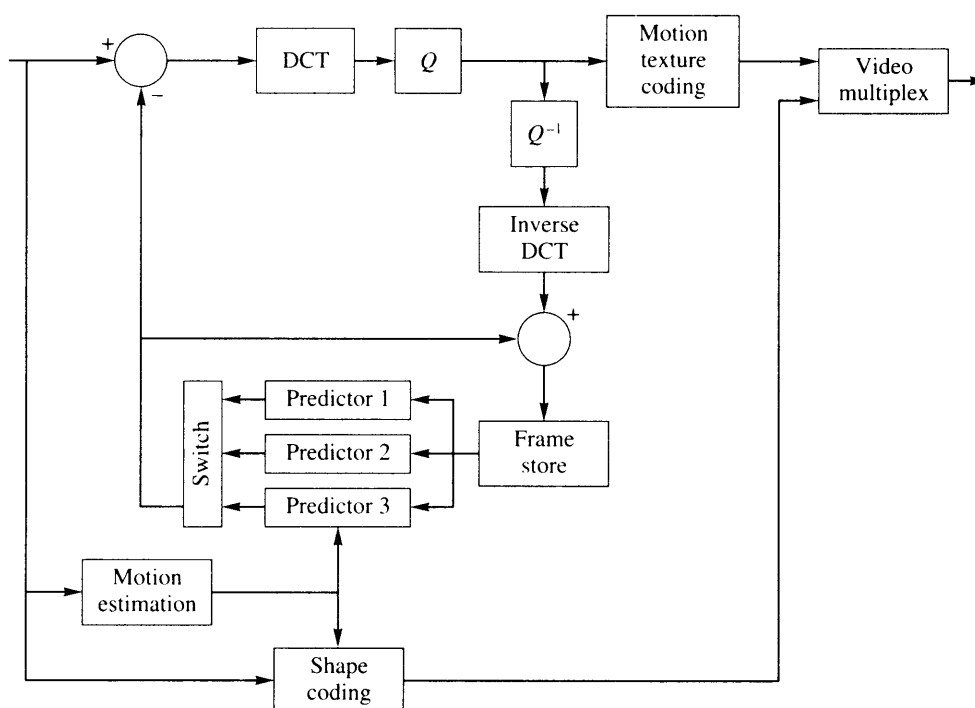 +
−
DCT
Q
Motion
texture
coding
Video
multiplex
Q⁻¹
Inverse
DCT
+
Switch
Predictor 1
Predictor 2
Predictor 3
Frame
store
Motion
estimation
Shape
coding